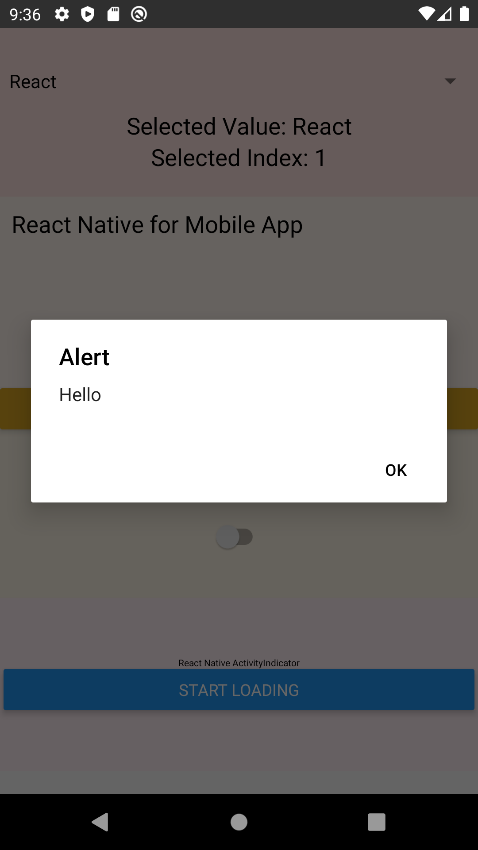 9:36
React
Selected Value: React
Selected Index: 1
React Native for Mobile App
Alert
Hello
OK
React Native ActivityIndicator
START LOADING